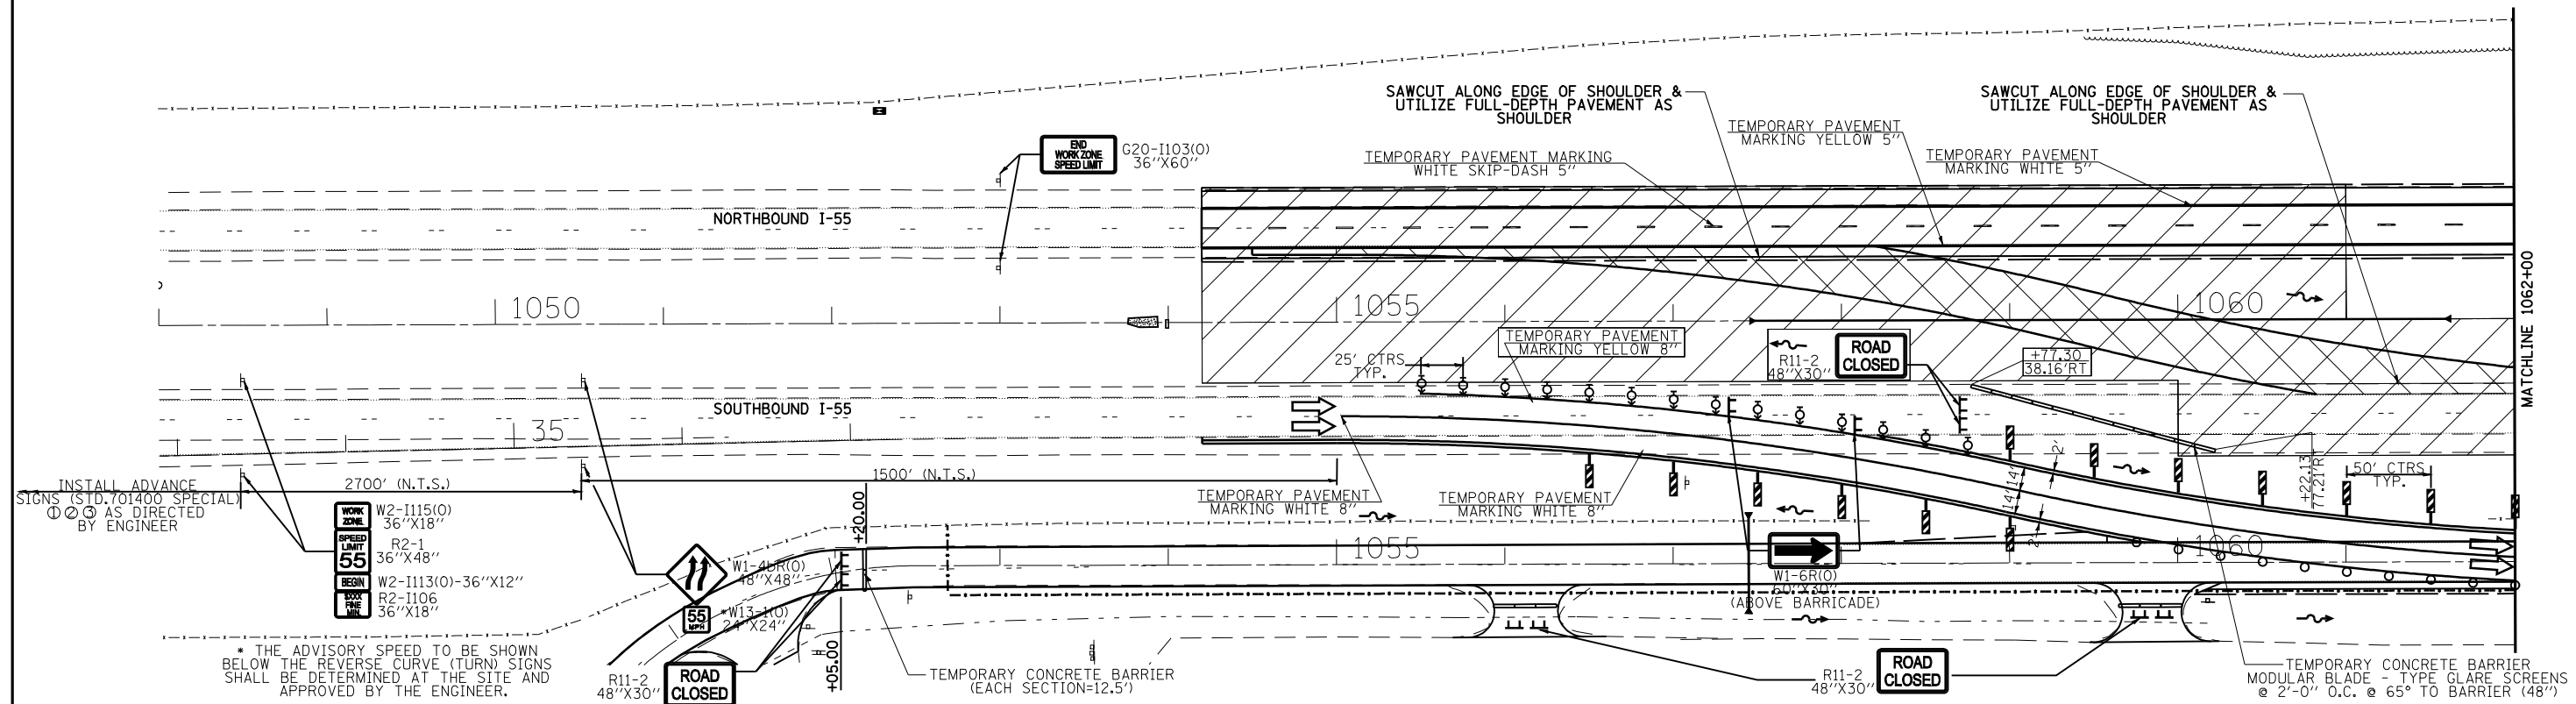 SAWCUT ALONG EDGE OF SHOULDER &
UTILIZE FULL-DEPTH PAVEMENT AS
SHOULDER
SAWCUT ALONG EDGE OF SHOULDER &
UTILIZE FULL-DEPTH PAVEMENT AS
SHOULDER
TEMPORARY PAVEMENT
MARKING YELLOW 5''
END
WORK ZONE
SPEED LIMIT
G20-I103(O)
36''X60''
TEMPORARY PAVEMENT MARKING
WHITE SKIP-DASH 5''
TEMPORARY PAVEMENT
MARKING WHITE 5''
NORTHBOUND I-55
1050
1055
1060
MATCHLINE 1062+00
TEMPORARY PAVEMENT
MARKING YELLOW 8''
25' CTRS
TYP.
R11-2
48''X30''
ROAD
CLOSED
+77.30
38.16'RT
SOUTHBOUND I-55
35
1500' (N.T.S.)
2700' (N.T.S.)
INSTALL ADVANCE
SIGNS (STD.701400 SPECIAL)
① ② ③ AS DIRECTED
BY ENGINEER
TEMPORARY PAVEMENT
MARKING WHITE 8''
TEMPORARY PAVEMENT
MARKING WHITE 8''
14'
14'
2'
2'
+22.13
77.21'RT
50' CTRS
TYP.
WORK
ZONE
W2-I115(O)
36''X18''
SPEED
LIMIT
55
R2-1
36''X48''
BEGIN
W2-I113(O)-36''X12''
$XXX
FINE
MIN.
R2-I106
36''X18''
+20.00
1055
1060
W1-4bR(O)
48''X48''
55
MPH
*W13-1(O)
24''X24''
W1-6R(O)
60''X30''
(ABOVE BARRICADE)
* THE ADVISORY SPEED TO BE SHOWN
BELOW THE REVERSE CURVE (TURN) SIGNS
SHALL BE DETERMINED AT THE SITE AND
APPROVED BY THE ENGINEER.
R11-2
48''X30''
ROAD
CLOSED
+05.00
TEMPORARY CONCRETE BARRIER
(EACH SECTION=12.5')
R11-2
48''X30''
ROAD
CLOSED
TEMPORARY CONCRETE BARRIER
MODULAR BLADE - TYPE GLARE SCREENS
@ 2'-0'' O.C. @ 65° TO BARRIER (48'')